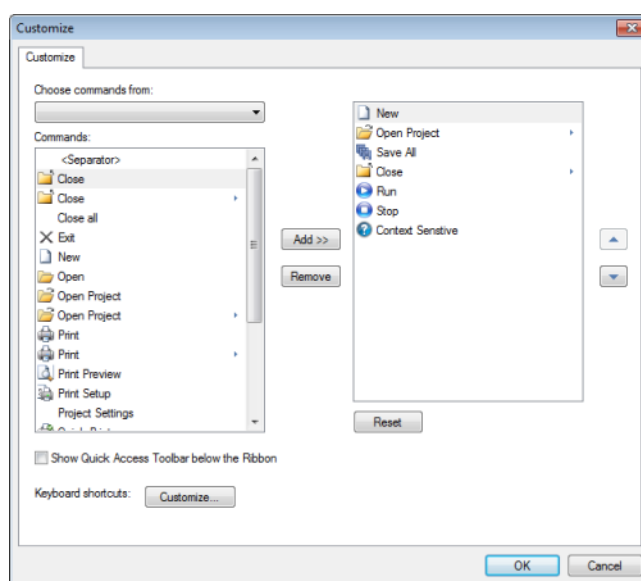 Customize
Customize
Choose commands from:
Commands:
<Separator>
Close
Close
Close all
Exit
New
Open
Open Project
Open Project
Print
Print
Print Preview
Print Setup
Project Settings
Add >>
Remove
New
Open Project
Save All
Close
Run
Stop
Context Senstive
Reset
Show Quick Access Toolbar below the Ribbon
Keyboard shortcuts:
Customize...
OK
Cancel